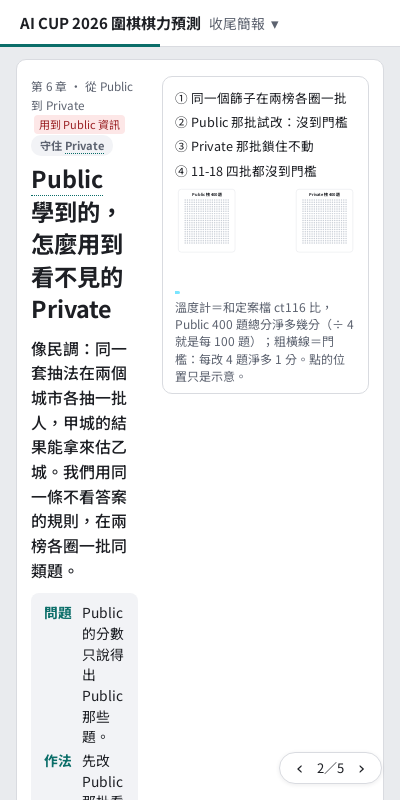 AI CUP 2026 圍棋棋力預測 收尾簡報 ▼
第 6 章 · 從 Public
到 Private
用到 Public 資訊
守住 Private
Public
學到的，
怎麼用到
看不見的
Private
像民調：同一
套抽法在兩個
城市各抽一批
人，甲城的結
果能拿來估乙
城。我們用同
一條不看答案
的規則，在兩
榜各圈一批同
類題。
問題 Public
的分數
只說得
出
Public
那些
題。
作法 先改
Public
① 同一個篩子在兩榜各圈一批
② Public 那批試改：沒到門檻
③ Private 那批鎖住不動
④ 11-18 四批都沒到門檻
Public 榜 400 題
Private 榜 400 題
溫度計＝和定案檔 ct116 比，
Public 400 題總分淨多幾分（÷ 4
就是每 100 題）；粗橫線＝門
檻：每改 4 題淨多 1 分。點的位
置只是示意。
‹ 2／5 ›